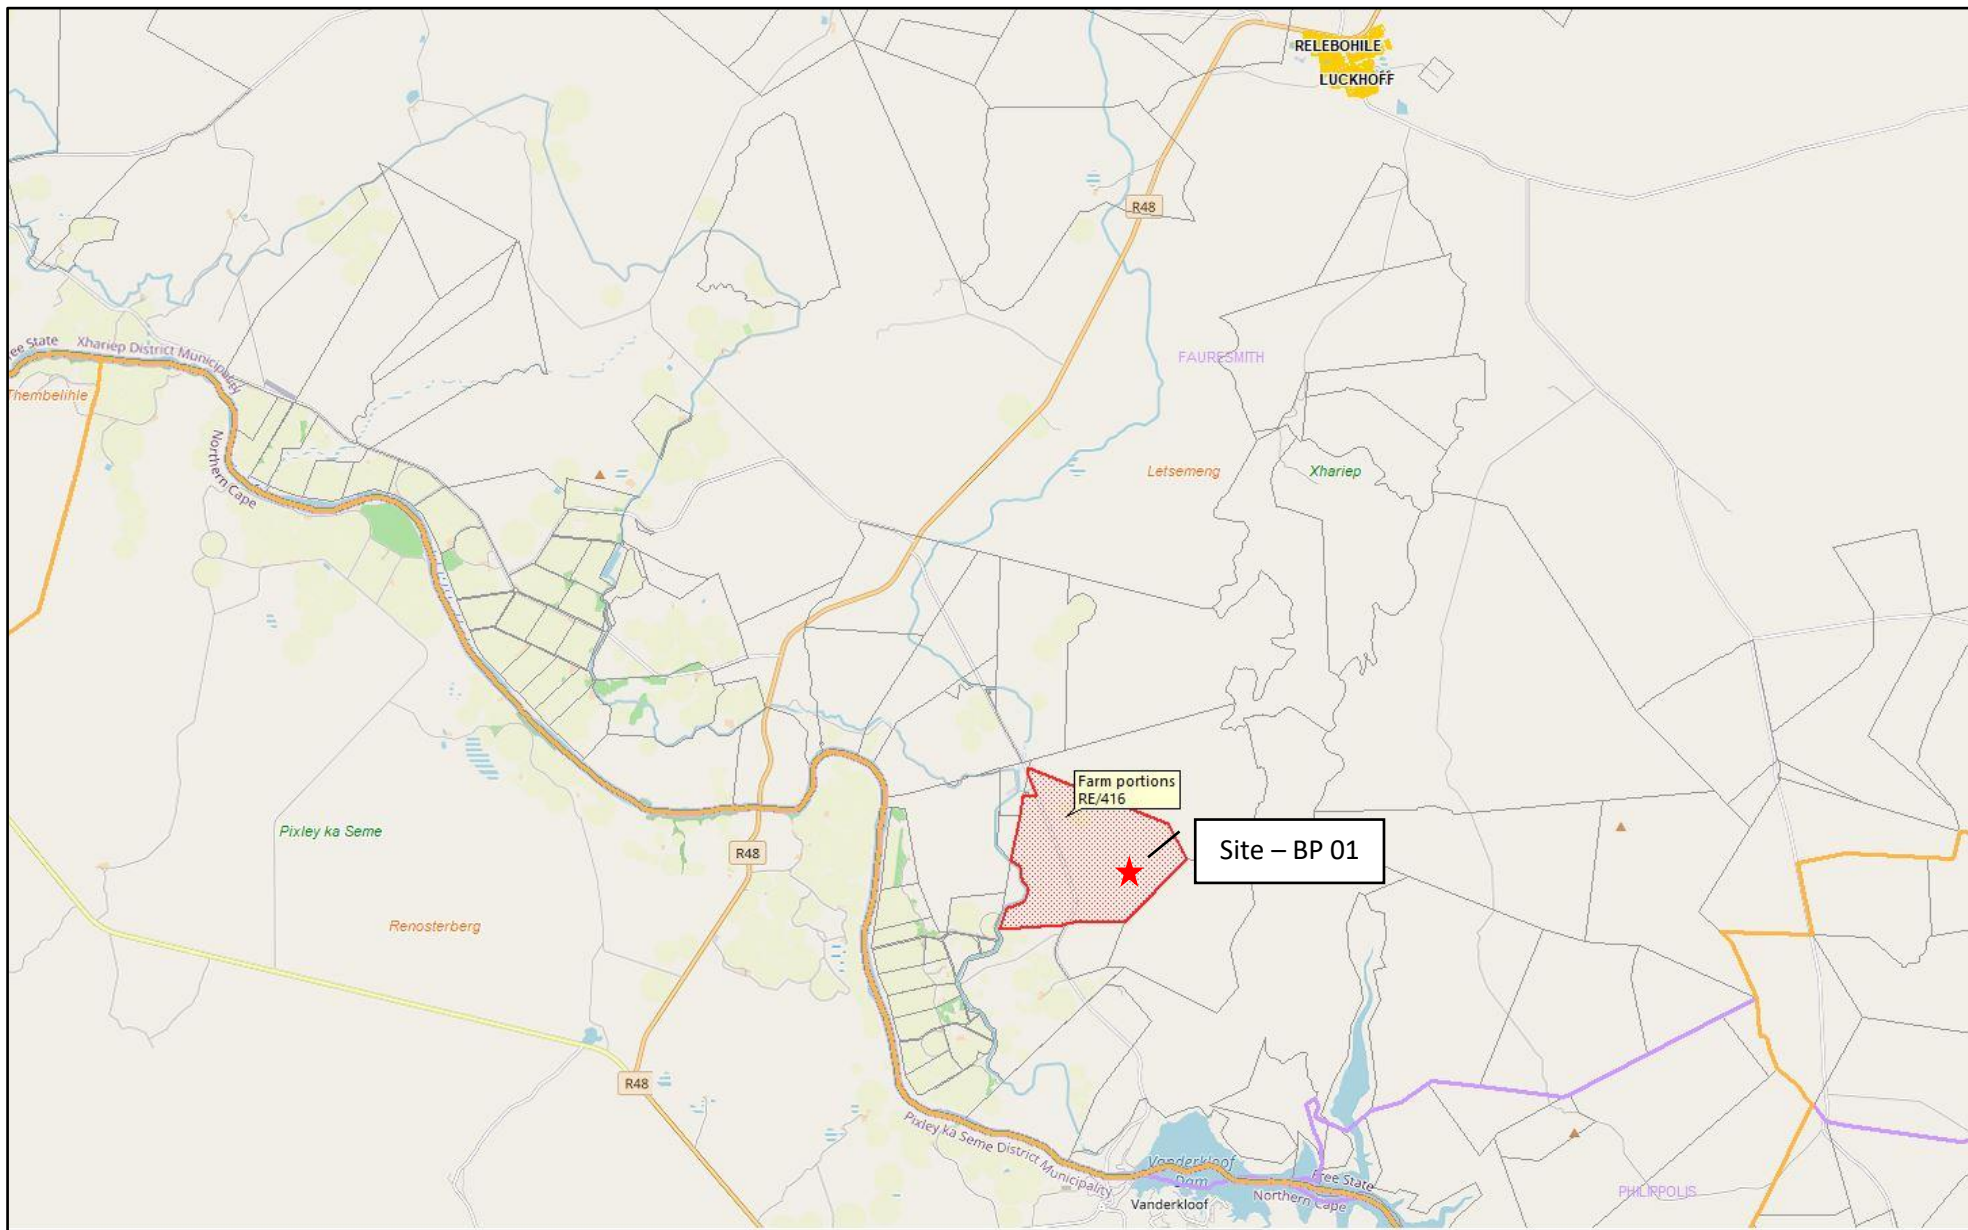 RELEBOHILE
LUCKHOFF
R48
FAURESMITH
ree State
Xhariep District Municipality
Thembelihle
Northern Cape
Letsemeng
Xhariep
Farm portions
RE/416
Site – BP 01
Pixley ka Seme
R48
Renosterberg
R48
Pixley ka Seme District Municipality
Vanderkloof
Dam
Free State
Northern Cape
Vanderkloof
PHILIPPOLIS